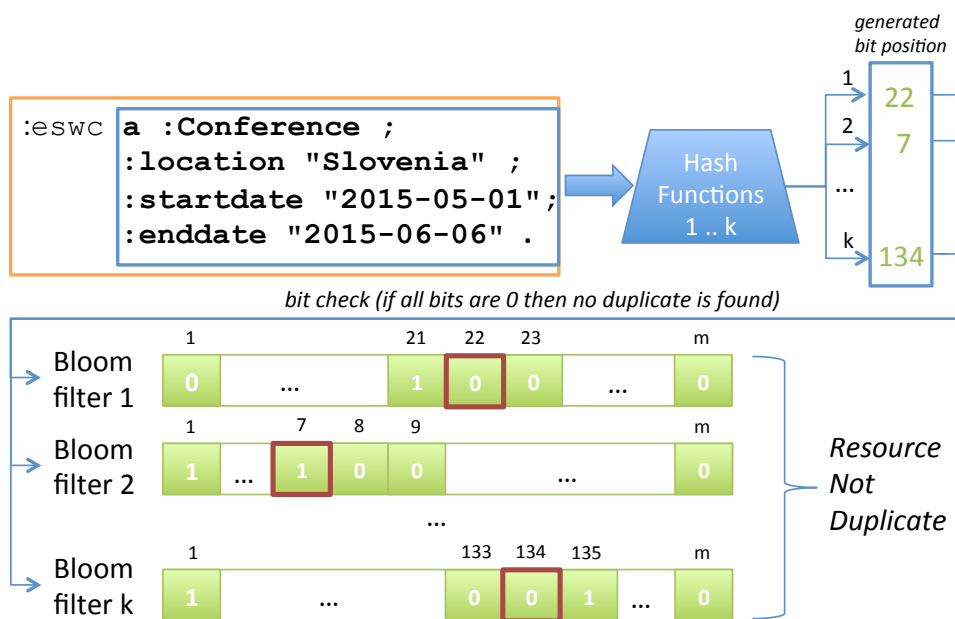 generated
bit position
:eswc a :Conference ;
:location "Slovenia" ;
:startdate "2015-05-01";
:enddate "2015-06-06" .
Hash
Functions
1 .. k
1
22
2
7
...
k
134
bit check (if all bits are 0 then no duplicate is found)
1 21 22 23 m
Bloom
filter 1
0 ... 1 0 0 ... 0
1 7 8 9 m
Bloom
filter 2
1 ... 1 0 0 ... 0
...
1 133 134 135 m
Bloom
filter k
1 ... 0 0 1 ... 0
Resource
Not
Duplicate